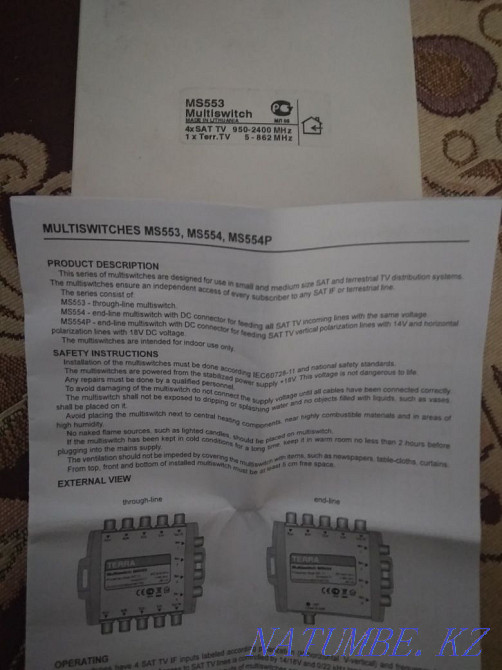 MS553
Multiswitch
MADE IN LITHUANIA
4xSAT TV 950-2400 MHz
1 x Terr.TV 5 - 862 MHz
MULTISWITCHES MS553, MS554, MS554P
PRODUCT DESCRIPTION
This series of multiswitches are designed for use in small and medium size SAT and terrestrial TV distribution systems.
The multiswitches ensure an independent access of every subscriber to any SAT IF or terrestrial line.
The series consist of:
MS553 - through-line multiswitch.
MS554 - end-line multiswitch with DC connector for feeding all SAT TV incoming lines with the same voltage.
MS554P - end-line multiswitch with DC connector for feeding SAT TV vertical polarization lines with 14V and horizontal
polarization lines with 18V DC voltage.
The multiswitches are intended for indoor use only.
SAFETY INSTRUCTIONS
Installation of the multiswitches must be done according IEC60728-11 and national safety standards.
The multiswitches are powered from the stabilized power supply +18V. This voltage is not dangerous to life.
Any repairs must be done by a qualified personnel.
To avoid damaging of the multiswitch do not connect the supply voltage until all cables have been connected correctly.
The multiswitch shall not be exposed to dripping or splashing water and no objects filled with liquids, such as vases,
shall be placed on it.
Avoid placing the multiswitch next to central heating components, near highly combustible materials and in areas of
high humidity.
No naked flame sources, such as lighted candles, should be placed on multiswitch.
If the multiswitch has been kept in cold conditions for a long time, keep it in warm room no less than 2 hours before
plugging into the mains supply.
The ventilation should not be impeded by covering the multiswitch with items, such as newspapers, table-cloths, curtains.
From top, front and bottom of installed multiswitch must be at least 6 cm free space.
EXTERNAL VIEW
through-line end-line
TERRA TERRA
OPERATING
have 4 SAT TV IF inputs labeled according
NATUMBE.KZ